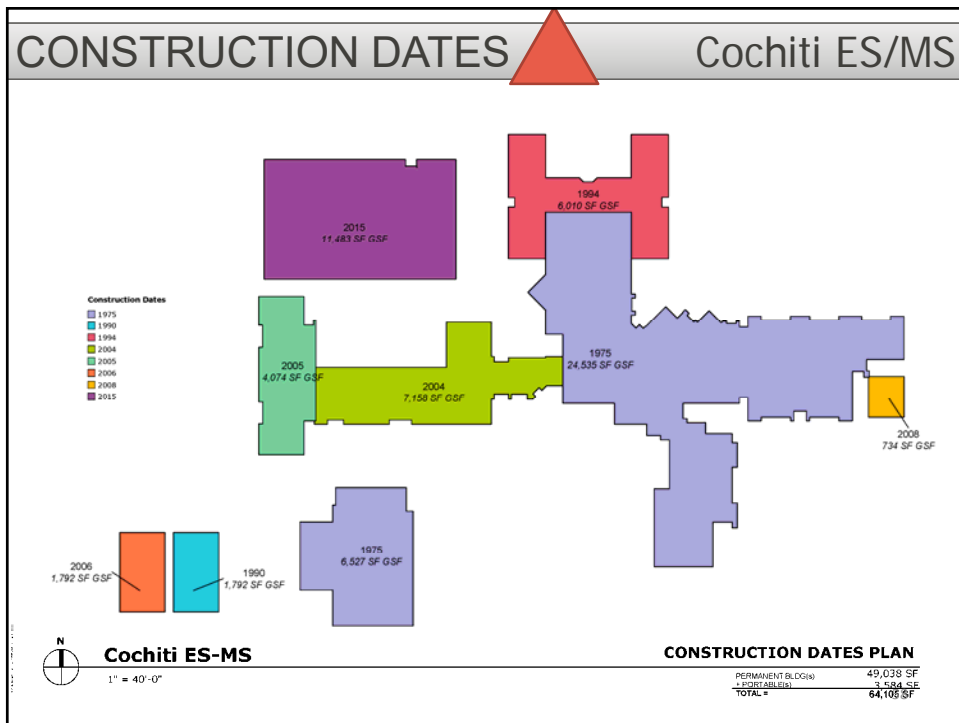 CONSTRUCTION DATES
Cochiti ES/MS
1994
6,010 SF GSF
2015
11,483 SF GSF
Construction Dates
1975
1990
1994
2004
2005
2006
2008
2015
2005
4,074 SF GSF
2004
7,158 SF GSF
1975
24,535 SF GSF
2008
734 SF GSF
1975
6,527 SF GSF
2006
1,792 SF GSF
1990
1,792 SF GSF
N
Cochiti ES-MS
1" = 40'-0"
CONSTRUCTION DATES PLAN
PERMANENT BLDG(s) 49,038 SF
+ PORTABLE(s) 3,584 SF
TOTAL = SF